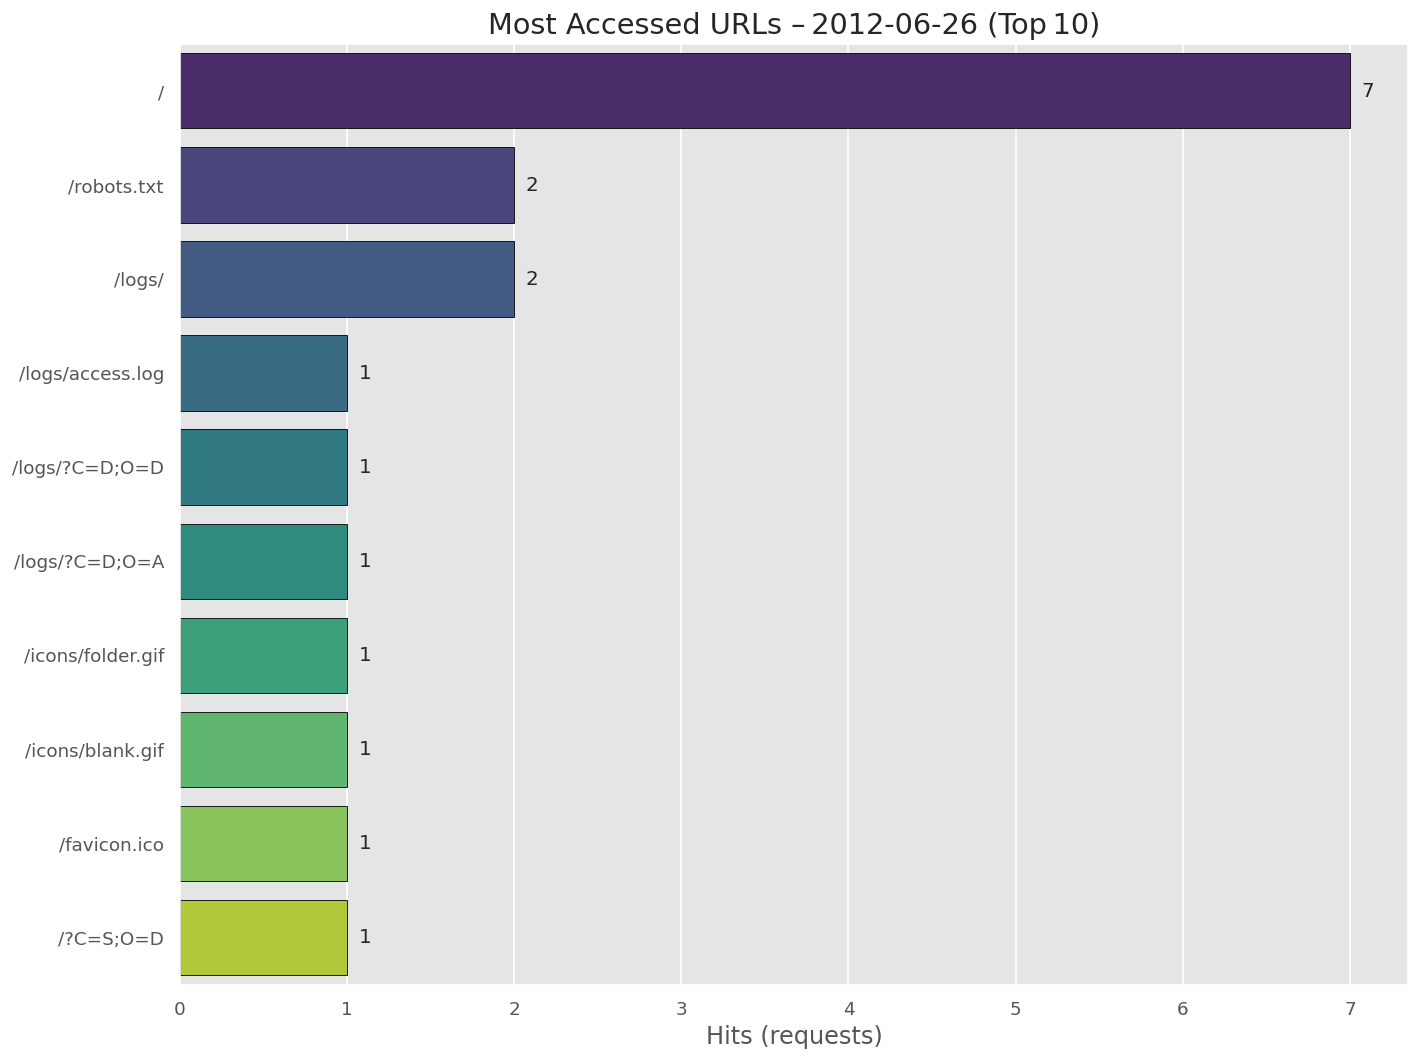 Most Accessed URLs – 2012-06-26 (Top 10)
/ 7
/robots.txt 2
/logs/ 2
/logs/access.log 1
/logs/?C=D;O=D 1
/logs/?C=D;O=A 1
/icons/folder.gif 1
/icons/blank.gif 1
/favicon.ico 1
/?C=S;O=D 1
0 1 2 3 4 5 6 7
Hits (requests)